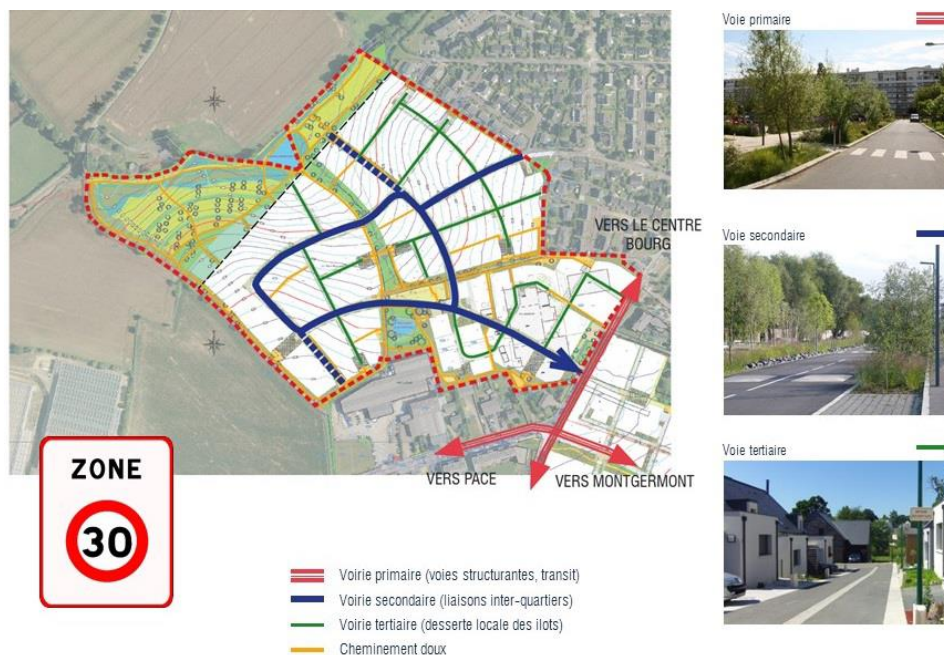 Voie primaire
VERS LE CENTRE
BOURG
Voie secondaire
Voie tertiaire
VERS PACE
VERS MONTGERMONT
ZONE
30
Voirie primaire (voies structurantes, transit)
Voirie secondaire (liaisons inter-quartiers)
Voirie tertiaire (desserte locale des ilots)
Cheminement doux